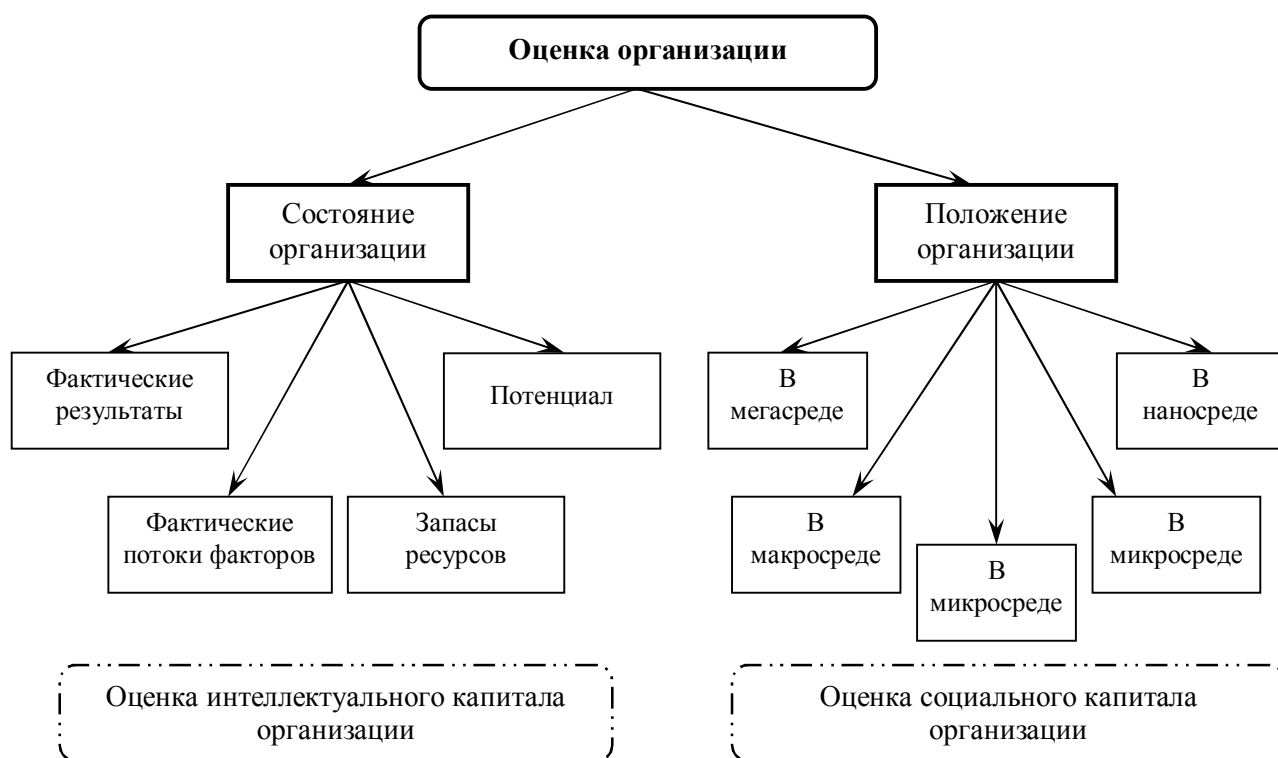 Оценка организации
Состояние
организации
Положение
организации
Фактические
результаты
Потенциал
В
мегасреде
В
наносреде
Фактические
потоки факторов
Запасы
ресурсов
В
макросреде
В
микросреде
В
микросреде
Оценка интеллектуального капитала
организации
Оценка социального капитала
организации